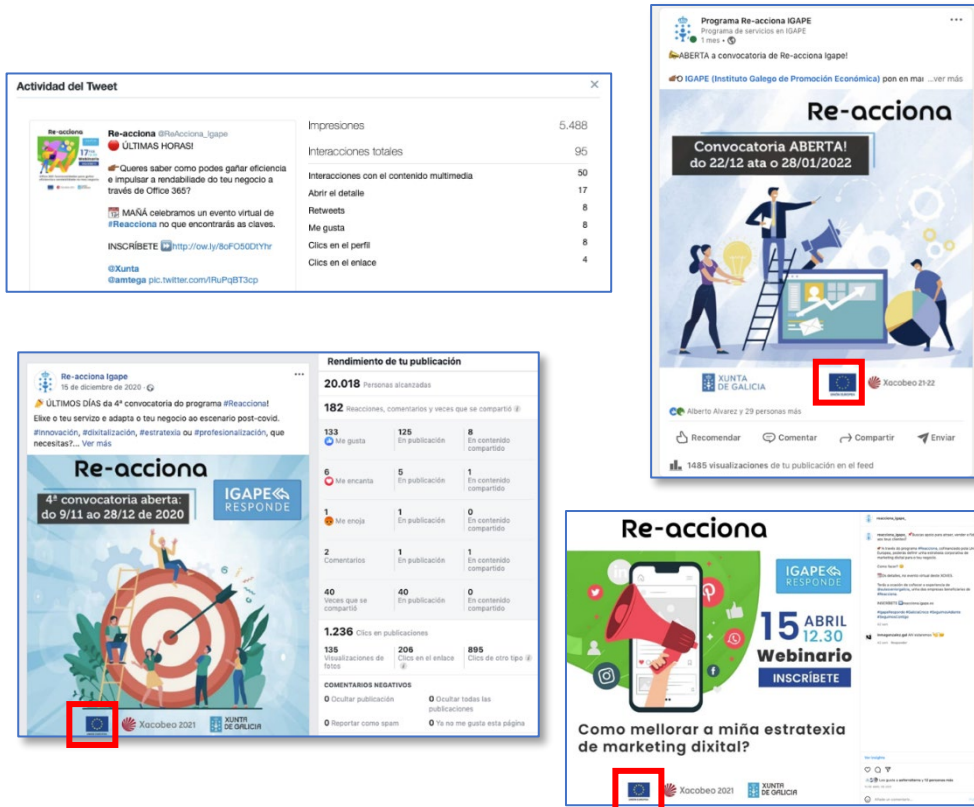 Actividad del Tweet
Re-acciona @ReAcciona_Igape
ÚLTIMAS HORAS!
Queres saber como podes gañar eficiencia
e impulsar a rendabiliade do teu negocio a
través de Office 365?
MAÑÁ celebramos un evento virtual de
#Reacciona no que encontrarás as claves.
INSCRÍBETE http://ow.ly/8oFO50DtYhr
@Xunta
@amtega pic.twitter.com/IRuPqBT3cp
Re-acciona
Impresiones 5.488
Interacciones totales 95
Interacciones con el contenido multimedia 50
Abrir el detalle 17
Retweets 8
Me gusta 8
Clics en el perfil 8
Clics en el enlace 4
Programa Re-acciona IGAPE
Programa de servicios en IGAPE
1 mes
ABERTA a convocatoria de Re-acciona Igape!
O IGAPE (Instituto Galego de Promoción Económica) pon en mar ...ver más
Re-acciona
Convocatoria ABERTA!
do 22/12 ata o 28/01/2022
XUNTA
DE GALICIA
UNIÓN EUROPEA
Xacobeo 21·22
Alberto Alvarez y 29 personas más
Recomendar
Comentar
Compartir
Enviar
1485 visualizaciones de tu publicación en el feed
Re-acciona Igape
15 de diciembre de 2020
ÚLTIMOS DÍAS da 4ª convocatoria do programa #Reacciona!
Elixe o teu servizo e adapta o teu negocio ao escenario post-covid.
#Innovación, #dixitalización, #estratexia ou #profesionalización, que
necesitas?... Ver más
Re-acciona
4ª convocatoria aberta:
do 9/11 ao 28/12 de 2020
IGAPE
RESPONDE
Xacobeo 2021
XUNTA
DE GALICIA
Rendimiento de tu publicación
20.018 Personas alcanzadas
182 Reacciones, comentarios y veces que se compartió
133 Me gusta
125 En publicación
8 En contenido compartido
6 Me encanta
5 En publicación
1 En contenido compartido
1 Me enoja
1 En publicación
0 En contenido compartido
2 Comentarios
1 En publicación
1 En contenido compartido
40 Veces que se compartió
40 En publicación
0 En contenido compartido
1.236 Clics en publicaciones
135 Visualizaciones de fotos
206 Clics en el enlace
895 Clics de otro tipo
COMENTARIOS NEGATIVOS
0 Ocultar publicación
0 Ocultar todas las publicaciones
0 Reportar como spam
0 Ya no me gusta esta página
Re-acciona
IGAPE
RESPONDE
15 ABRIL
12.30
Webinario
INSCRÍBETE
Como mellorar a miña estratexia
de marketing dixital?
Xacobeo 2021
XUNTA
DE GALICIA